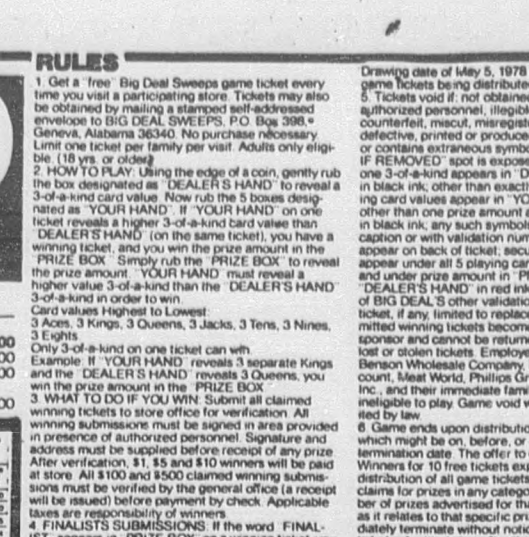 RULES
1. Get a "free" Big Deal Sweeps game ticket every
time you visit a participating store. Tickets may also
be obtained by mailing a stamped self-addressed
envelope to BIG DEAL SWEEPS, P.O. Box 398,
Geneva, Alabama 36340. No purchase necessary.
Limit one ticket per family per visit. Adults only eligi-
ble. (18 yrs. or older)
2. HOW TO PLAY: Using the edge of a coin, gently rub
the box designated as "DEALER'S HAND" to reveal a
3-of-a-kind card value. Now rub the 5 boxes desig-
nated as "YOUR HAND". If "YOUR HAND" on one
ticket reveals a higher 3-of-a-kind card value than
"DEALER'S HAND" (on the same ticket), you have a
winning ticket, and you win the prize amount in the
"PRIZE BOX". Simply rub the "PRIZE BOX" to reveal
the prize amount. "YOUR HAND" must reveal a
higher value 3-of-a-kind than the "DEALER'S HAND"
3-of-a-kind in order to win.
Card values Highest to Lowest:
3 Aces, 3 Kings, 3 Queens, 3 Jacks, 3 Tens, 3 Nines,
3 Eights
Only 3-of-a-kind on one ticket can win.
Example: If "YOUR HAND" reveals 3 separate Kings
and the "DEALER'S HAND" reveals 3 Queens, you
win the prize amount in the "PRIZE BOX".
3. WHAT TO DO IF YOU WIN: Submit all claimed
winning tickets to store office for verification. All
winning submissions must be signed in area provided
in presence of authorized personnel. Signature and
address must be supplied before receipt of any prize.
After verification, $1, $5 and $10 winners will be paid
at store. All $100 and $500 claimed winning submis-
sions must be verified by the general office (a receipt
will be issued) before payment by check. Applicable
taxes are responsibility of winners.
4. FINALISTS SUBMISSIONS: If the word "FINAL-
Drawing date of May 5, 1978
game tickets being distribute
5. Tickets void if: not obtaine
authorized personnel, illegibl
counterfeit, miscut, misregist
defective, printed or product
or contains extraneous symbo
IF REMOVED" spot is expos
one 3-of-a-kind appears in "D
in black ink; other than exact
ing card values appear in "YO
other than one prize amount a
in black ink; any such symbols
caption or with validation num
appear on back of ticket; secu
appear under all 5 playing car
and under prize amount in "P
"DEALER'S HAND" in red ink
of BIG DEAL'S other validatio
ticket, if any, limited to replac
mitted winning tickets becom
sponsor and cannot be returne
lost or stolen tickets. Employe
Benson Wholesale Company,
count, Meat World, Phillips Gr
Inc., and their immediate fami
ineligible to play. Game void w
ited by law.
6. Game ends upon distributio
which might be on, before, or
termination date. The offer to
Winners for 10 free tickets ex
distribution of all game tickets
claims for prizes in any catego
ber of prizes advertised for tha
as it relates to that specific pri
diately terminate without notic